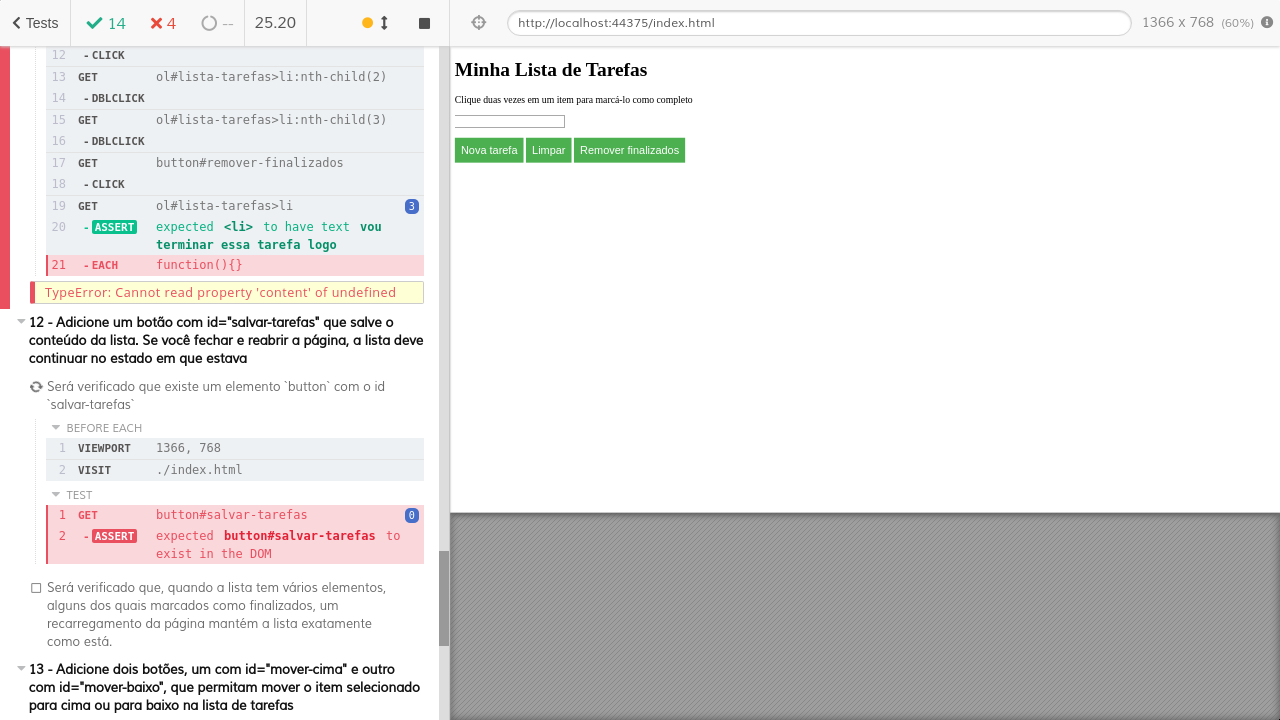 Tests
14
4
--
25.20
http://localhost:44375/index.html
1366 x 768 (60%)
12 - CLICK
13 GET ol#lista-tarefas>li:nth-child(2)
14 - DBLCLICK
15 GET ol#lista-tarefas>li:nth-child(3)
16 - DBLCLICK
17 GET button#remover-finalizados
18 - CLICK
19 GET ol#lista-tarefas>li 3
20 - ASSERT expected <li> to have text vou
terminar essa tarefa logo
21 - EACH function(){}
TypeError: Cannot read property 'content' of undefined
12 - Adicione um botão com id="salvar-tarefas" que salve o
conteúdo da lista. Se você fechar e reabrir a página, a lista deve
continuar no estado em que estava
Será verificado que existe um elemento `button` com o id
`salvar-tarefas`
BEFORE EACH
1 VIEWPORT 1366, 768
2 VISIT ./index.html
TEST
1 GET button#salvar-tarefas 0
2 - ASSERT expected button#salvar-tarefas to
exist in the DOM
Será verificado que, quando a lista tem vários elementos,
alguns dos quais marcados como finalizados, um
recarregamento da página mantém a lista exatamente
como está.
13 - Adicione dois botões, um com id="mover-cima" e outro
com id="mover-baixo", que permitam mover o item selecionado
para cima ou para baixo na lista de tarefas
Minha Lista de Tarefas
Clique duas vezes em um item para marcá-lo como completo
Nova tarefa
Limpar
Remover finalizados